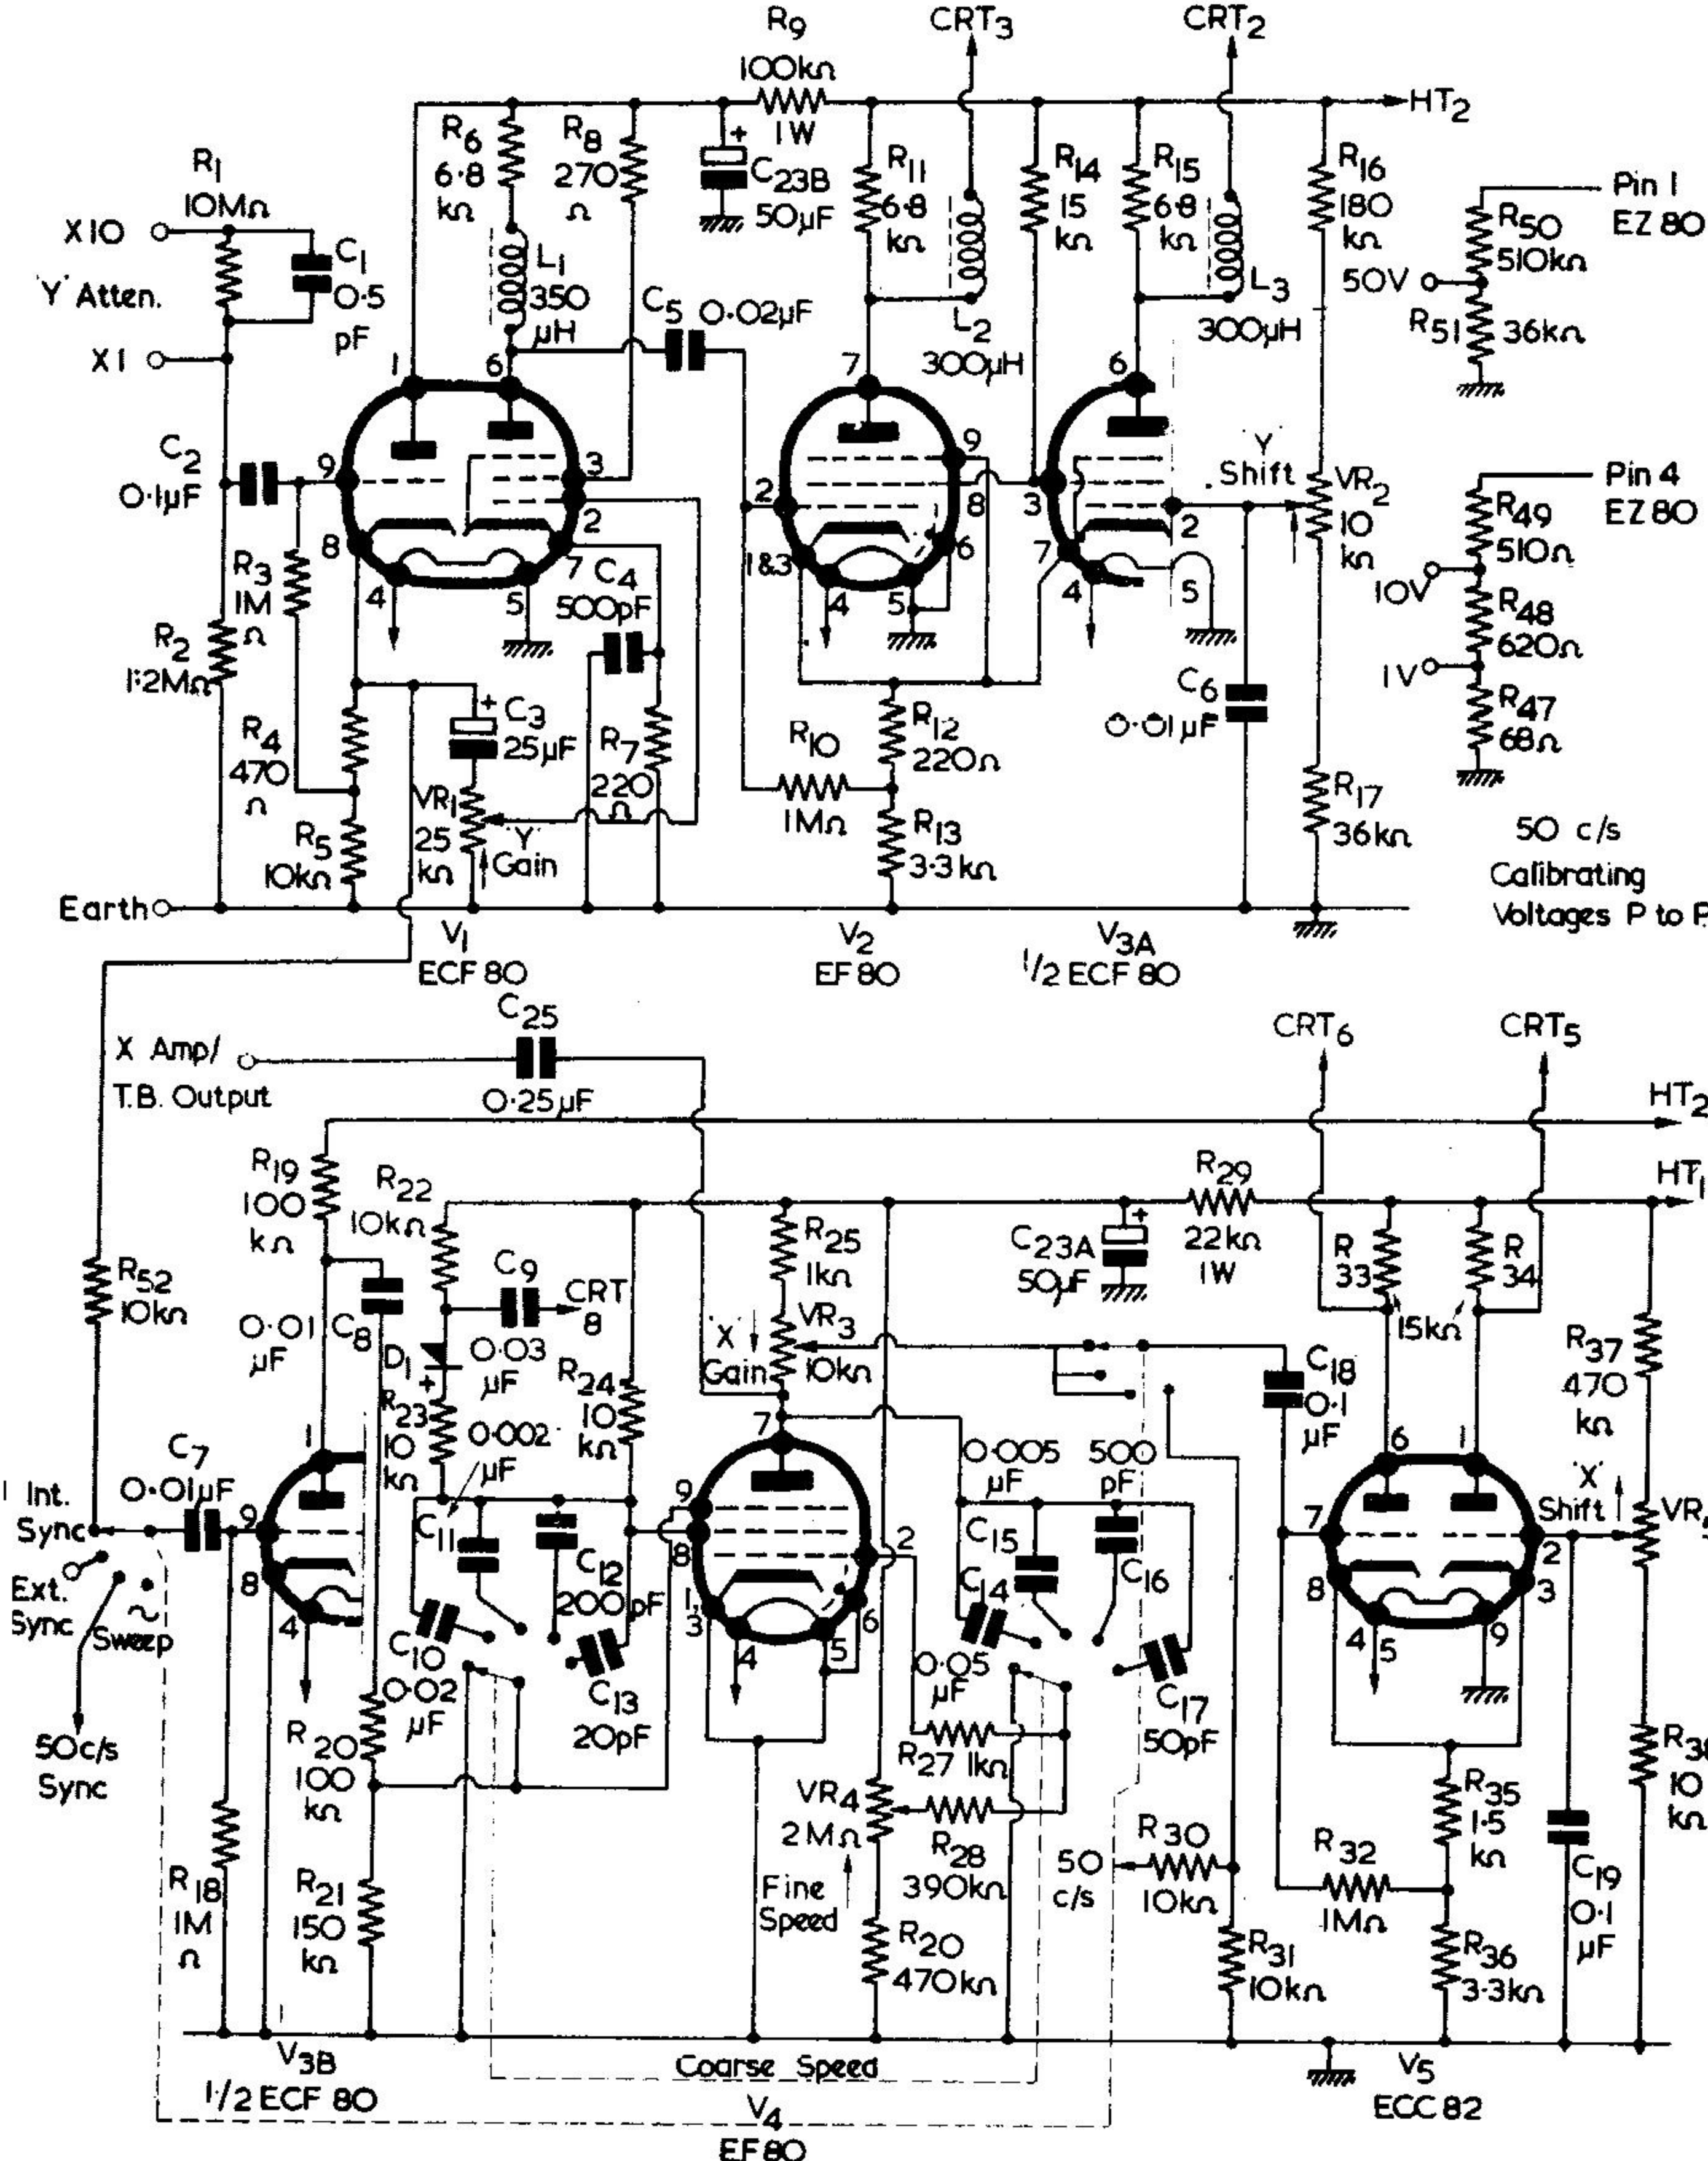 R9
100kΩ
1W
CRT3
CRT2
HT2
R1
10MΩ
X10
'Y' Atten.
X1
C1
0·5
pF
R6
6·8
kΩ
R8
270
Ω
+
C23B
50µF
L1
350
µH
C5
0·02µF
R11
6·8
kΩ
L2
300µH
R14
15
kΩ
R15
6·8
kΩ
L3
300µH
R16
180
kΩ
Pin 1
EZ 80
R50
510kΩ
50V
R51
36kΩ
C2
0·1µF
1
6
9
3
2
8
7
4
5
7
9
2
8
1&3
6
4
5
6
3
2
7
4
5
'Y'
Shift
VR2
10
kΩ
Pin 4
EZ 80
R49
510Ω
10V
R48
620Ω
1V
R47
68Ω
R3
1M
Ω
R2
1·2MΩ
C4
500pF
R4
470
Ω
+
C3
25µF
R7
220
Ω
VR1
25
kΩ
'Y'
Gain
R5
10kΩ
R10
1MΩ
R12
220Ω
R13
3·3kΩ
C6
0·01µF
R17
36kΩ
50 c/s
Calibrating
Voltages P to P.
Earth
V1
ECF 80
V2
EF 80
V3A
1/2 ECF 80
C25
0·25µF
X Amp/
T.B. Output
CRT6
CRT5
HT2
HT1
R19
100
kΩ
R22
10kΩ
R52
10kΩ
0·01
µF
C8
C9
0·03
µF
CRT
8
D1
+
R23
10
kΩ
0·002
µF
R24
10
kΩ
R25
1kΩ
'X'
Gain
VR3
10kΩ
C23A
50µF
+
R29
22kΩ
1W
R
33
R
34
15kΩ
R37
470
kΩ
C18
0·1
µF
C7
0·01µF
Int.
Sync
Ext.
Sync
Sweep
50c/s
Sync
1
9
8
4
C11
C12
200pF
C10
0·02
µF
C13
20pF
7
9
8
2
1,
3
4
5
6
0·005
µF
500
pF
C15
C14
C16
0·05
µF
C17
50pF
6
1
7
2
8
3
4
5
9
'X'
Shift
R27 1kΩ
VR4
2MΩ
R28
390kΩ
Fine
Speed
R20
470kΩ
50
c/s
R30
10kΩ
R31
10kΩ
R32
1MΩ
R35
1·5
kΩ
R36
3·3kΩ
C19
0·1
µF
10
kΩ
R18
1M
Ω
R20
100
kΩ
R21
150
kΩ
V3B
1/2 ECF 80
Coarse Speed
V4
EF80
V5
ECC 82